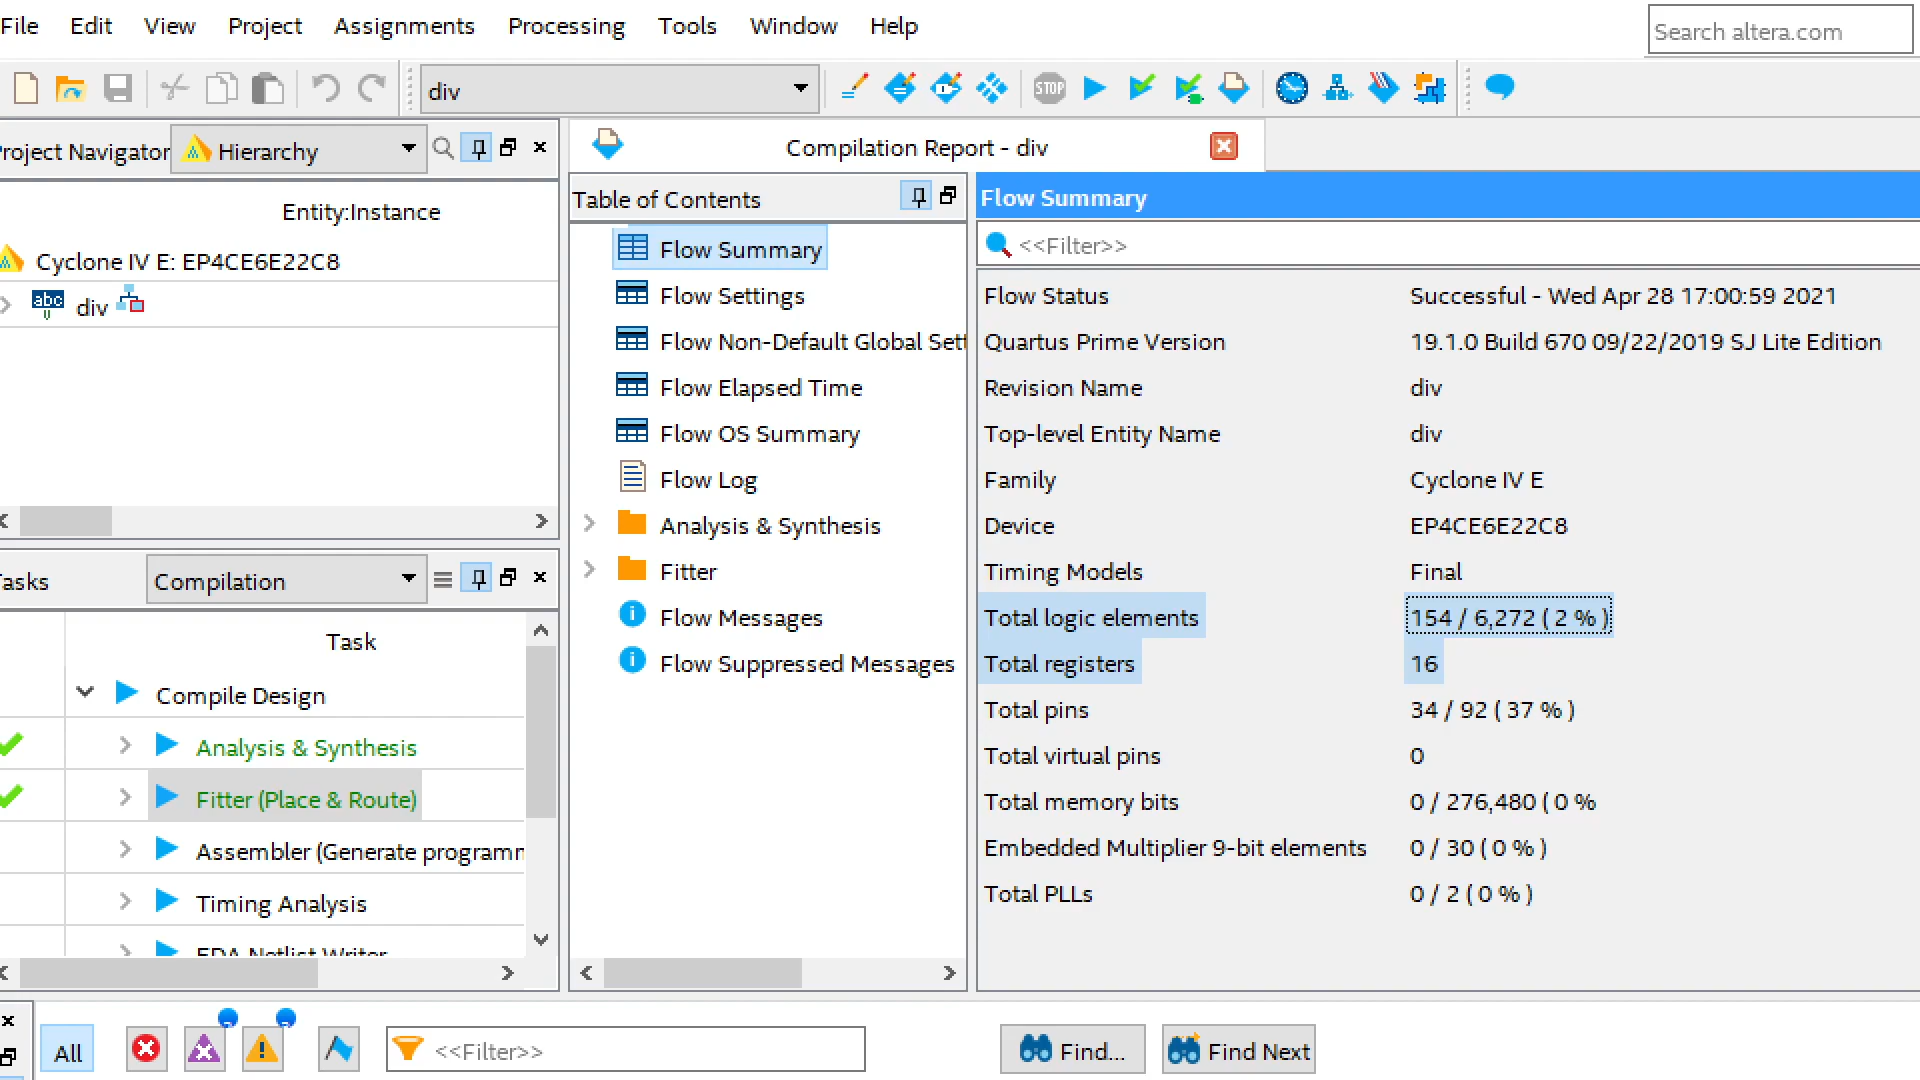 File Edit View Project Assignments Processing Tools Window Help
Search altera.com
div
STOP
Project Navigator Hierarchy
Entity:Instance
Cyclone IV E: EP4CE6E22C8
abc div
Tasks Compilation
Task
Compile Design
Analysis & Synthesis
Fitter (Place & Route)
Assembler (Generate programm
Timing Analysis
EDA Netlist Writer
Compilation Report - div
Table of Contents
Flow Summary
Flow Settings
Flow Non-Default Global Sett
Flow Elapsed Time
Flow OS Summary
Flow Log
Analysis & Synthesis
Fitter
Flow Messages
Flow Suppressed Messages
Flow Summary
<<Filter>>
Flow Status Successful - Wed Apr 28 17:00:59 2021
Quartus Prime Version 19.1.0 Build 670 09/22/2019 SJ Lite Edition
Revision Name div
Top-level Entity Name div
Family Cyclone IV E
Device EP4CE6E22C8
Timing Models Final
Total logic elements 154 / 6,272 ( 2 % )
Total registers 16
Total pins 34 / 92 ( 37 % )
Total virtual pins 0
Total memory bits 0 / 276,480 ( 0 %
Embedded Multiplier 9-bit elements 0 / 30 ( 0 % )
Total PLLs 0 / 2 ( 0 % )
All <<Filter>> Find... Find Next